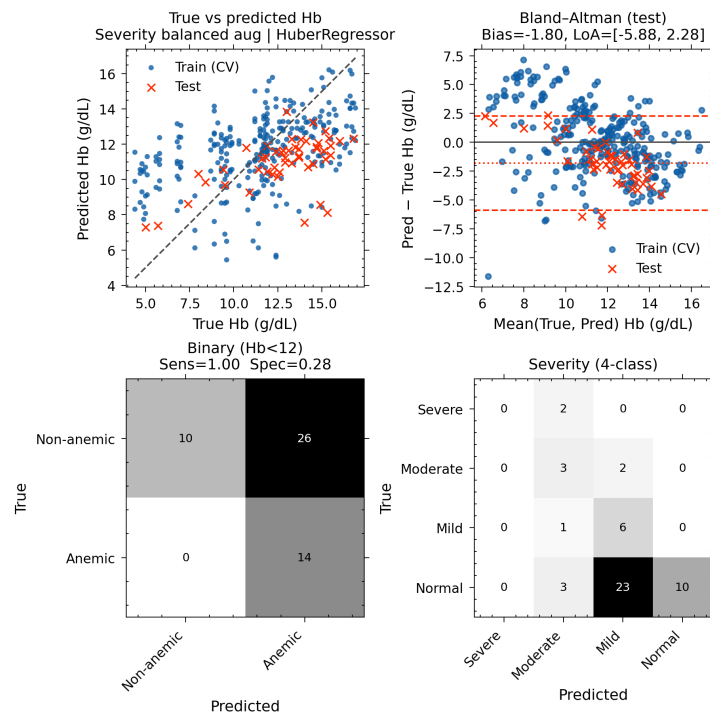 True vs predicted Hb
Severity balanced aug | HuberRegressor
16
14
12
10
8
6
4
Predicted Hb (g/dL)
Train (CV)
Test
5.0 7.5 10.0 12.5 15.0
True Hb (g/dL)
Bland–Altman (test)
Bias=-1.80, LoA=[-5.88, 2.28]
7.5
5.0
2.5
0.0
−2.5
−5.0
−7.5
−10.0
−12.5
Pred − True Hb (g/dL)
Train (CV)
Test
6 8 10 12 14 16
Mean(True, Pred) Hb (g/dL)
Binary (Hb<12)
Sens=1.00 Spec=0.28
True
Non-anemic 10 26
Anemic 0 14
Non-anemic Anemic
Predicted
Severity (4-class)
True
Severe 0 2 0 0
Moderate 0 3 2 0
Mild 0 1 6 0
Normal 0 3 23 10
Severe Moderate Mild Normal
Predicted